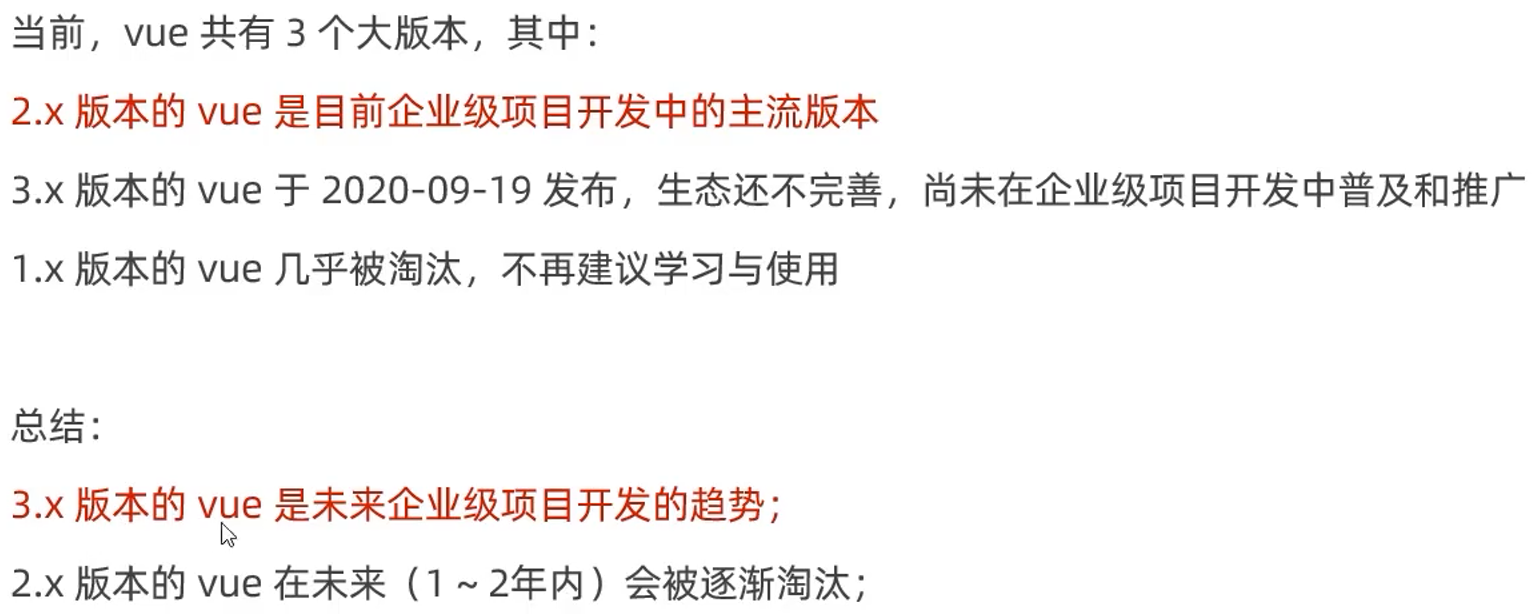 当前，vue 共有 3 个大版本，其中：
2.x 版本的 vue 是目前企业级项目开发中的主流版本
3.x 版本的 vue 于 2020-09-19 发布，生态还不完善，尚未在企业级项目开发中普及和推广
1.x 版本的 vue 几乎被淘汰，不再建议学习与使用
总结：
3.x 版本的 vue 是未来企业级项目开发的趋势；
2.x 版本的 vue 在未来（1 ~ 2年内）会被逐渐淘汰；